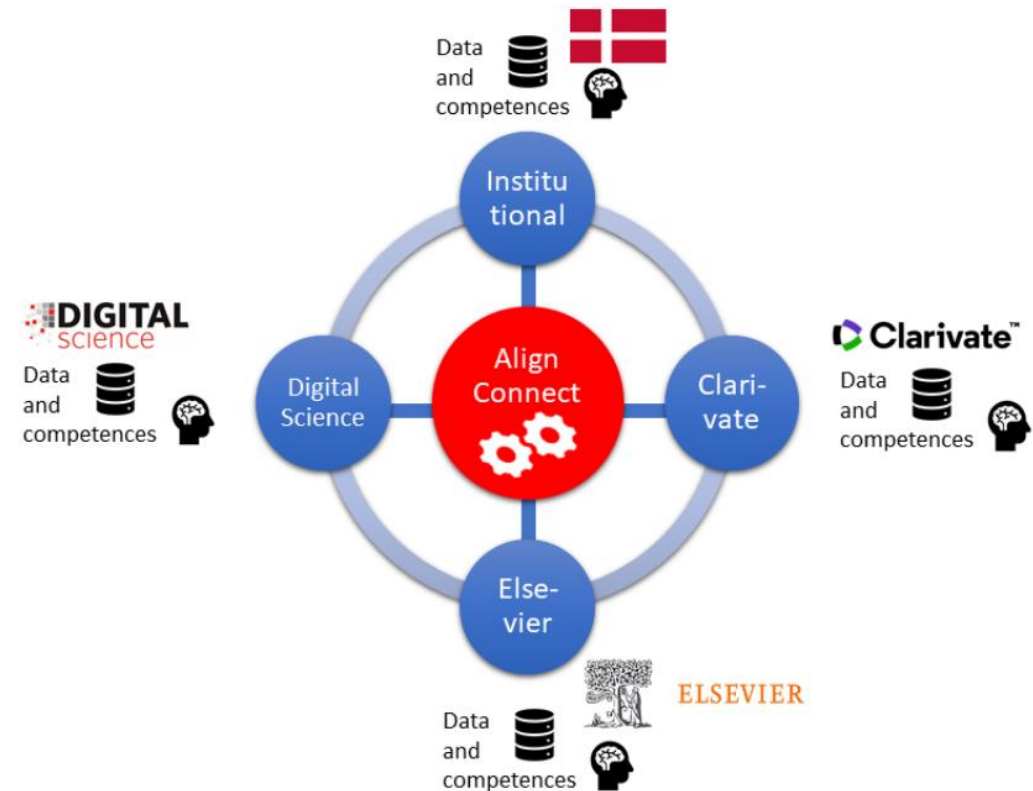 Data
and
competences
Institu
tional
DIGITAL
science
Data
and
competences
Digital
Science
Align
Connect
Clari-
vate
Clarivate™
Data
and
competences
Else-
vier
ELSEVIER
Data
and
competences